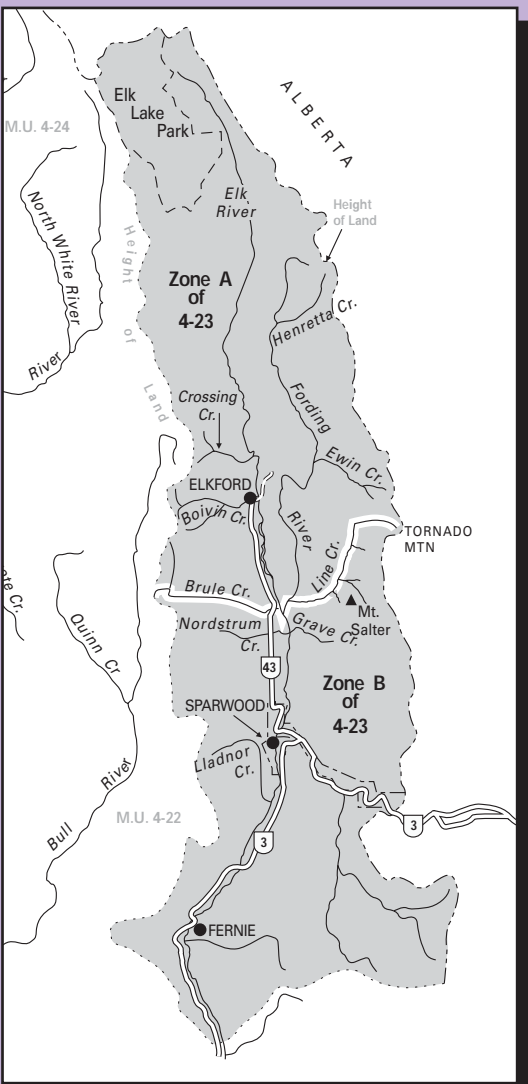 Elk
Lake
Park
ALBERTA
M.U. 4-24
North White River
River
Elk
River
Height
of Land
Height of Land
Zone A
of
4-23
Henretta Cr.
Crossing
Cr.
Fording
River
Ewin Cr.
ELKFORD
Boivin Cr.
TORNADO
MTN
Line Cr.
Brule Cr.
Mt.
Salter
Nordstrum
Cr.
Grave Cr.
Quinn Cr
43
Zone B
of
4-23
SPARWOOD
Lladnor
Cr.
Bull River
M.U. 4-22
3
3
FERNIE